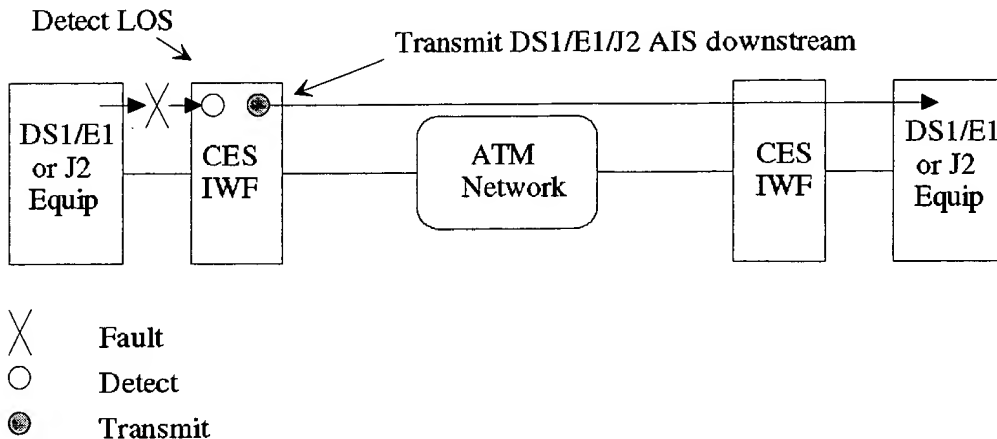 Detect LOS
Transmit DS1/E1/J2 AIS downstream
DS1/E1
or J2
Equip
CES
IWF
ATM
Network
CES
IWF
DS1/E1
or J2
Equip
Fault
Detect
Transmit